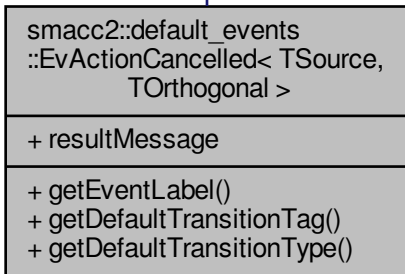 smacc2::default_events
::EvActionCancelled< TSource,
TOrthogonal >
+ resultMessage
+ getEventLabel()
+ getDefaultTransitionTag()
+ getDefaultTransitionType()